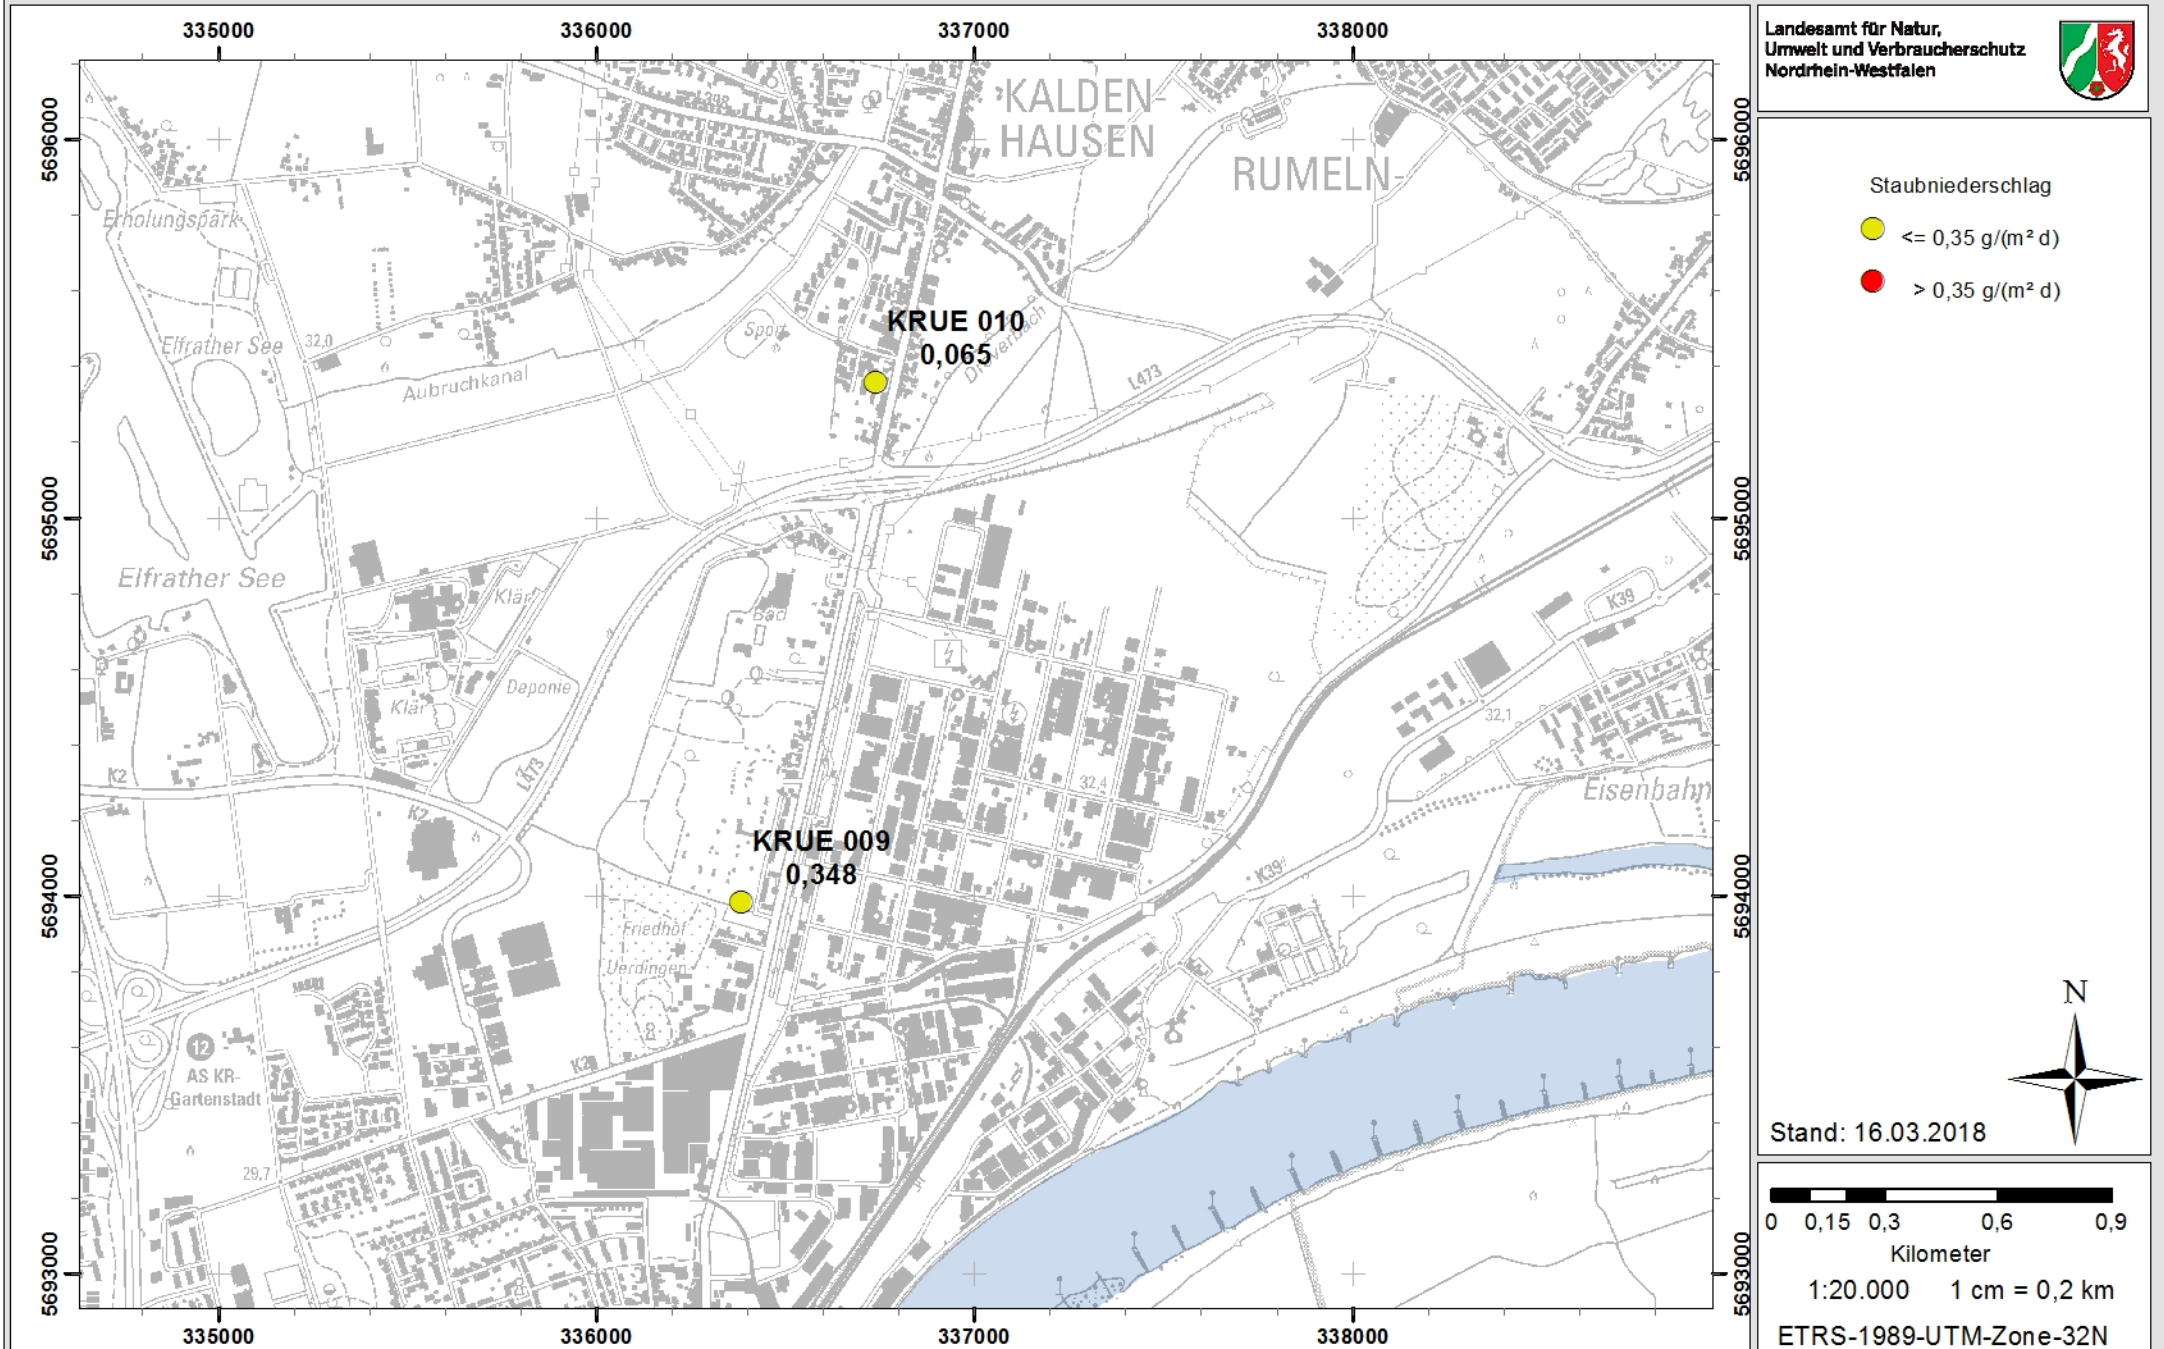 335000
336000
337000
338000
Landesamt für Natur,
Umwelt und Verbraucherschutz
Nordrhein-Westfalen
5696000
5696000
KALDEN-
HAUSEN
RUMELN-
L398
Staubniederschlag
<= 0,35 g/(m² d)
> 0,35 g/(m² d)
Erholungspark
Elfrather See
32,0
Aubruchkanal
Sport
KRUE 010
0,065
L473
5695000
5695000
Elfrather See
Klär
Bad
K39
Deponie
Klär
32,1
K2
L473
32,4
Eisenbahn
K2
KRUE 009
0,348
K39
5694000
5694000
Friedhof
Uerdingen
12
AS KR-
Gartenstadt
K2
29,7
N
Stand: 16.03.2018
5693000
5693000
0 0,15 0,3 0,6 0,9
Kilometer
1:20.000 1 cm = 0,2 km
ETRS-1989-UTM-Zone-32N
335000
336000
337000
338000